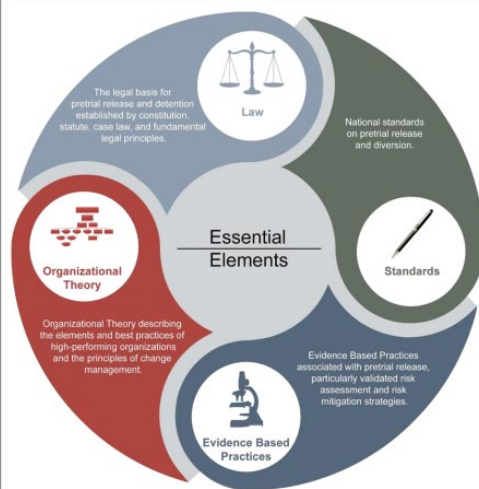 The legal basis for
pretrial release and detention
established by constitution,
statute, case law, and fundamental
legal principles.
Law
National standards
on pretrial release
and diversion.
Standards
Essential
Elements
Organizational
Theory
Organizational Theory describing
the elements and best practices of
high-performing organizations
and the principles of change
management.
Evidence Based Practices
associated with pretrial release,
particularly validated risk
assessment and risk
mitigation strategies.
Evidence Based
Practices